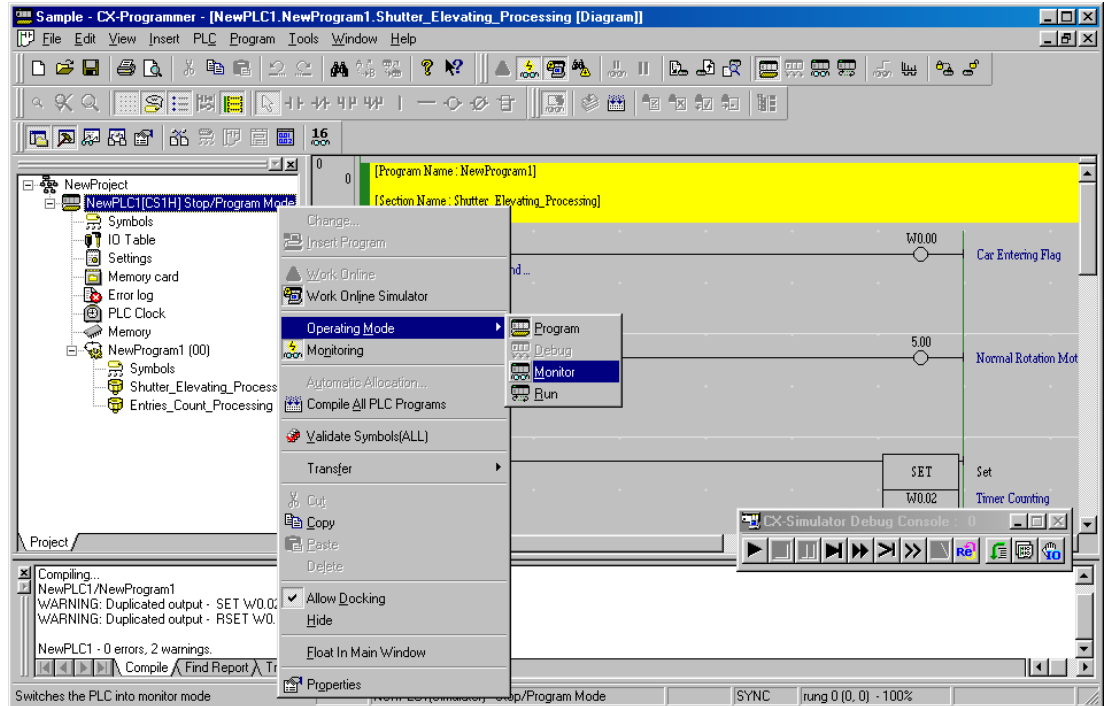 Sample - CX-Programmer - [NewPLC1.NewProgram1.Shutter_Elevating_Processing [Diagram]]
File Edit View Insert PLC Program Tools Window Help
16
NewProject
NewPLC1[CS1H] Stop/Program Mode
Symbols
IO Table
Settings
Memory card
Error log
PLC Clock
Memory
NewProgram1 (00)
Symbols
Shutter_Elevating_Process
Entries_Count_Processing
Project
Change...
Insert Program
Work Online
Work Online Simulator
Operating Mode
Monitoring
Automatic Allocation...
Compile All PLC Programs
Validate Symbols(ALL)
Transfer
Cut
Copy
Paste
Delete
Allow Docking
Hide
Float In Main Window
Properties
Program
Debug
Monitor
Run
0
0
[Program Name : NewProgram1]
[Section Name : Shutter_Elevating_Processing]
nd...
W0.00
Car Entering Flag
5.00
Normal Rotation Mot
SET
Set
W0.02
Timer Counting
CX-Simulator Debug Console : 0
Re
IO
Compiling...
NewPLC1/NewProgram1
WARNING: Duplicated output - SET W0.02
WARNING: Duplicated output - RSET W0.
NewPLC1 - 0 errors, 2 warnings.
Compile Find Report Tr
Switches the PLC into monitor mode
Stop/Program Mode
SYNC
rung 0 (0, 0) - 100%